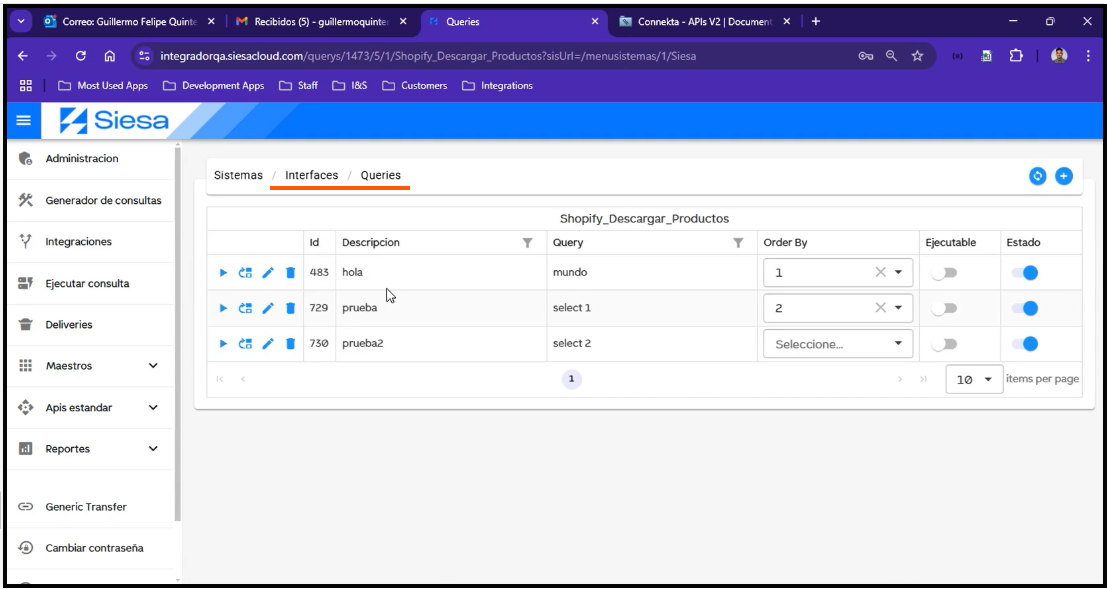 Correo: Guillermo Felipe Quinte
Recibidos (5) - guillermoquinter
Queries
Connekta - APIs V2 | Document
integradorqa.siesacloud.com/querys/1473/5/1/Shopify_Descargar_Productos?sisUrl=/menusistemas/1/Siesa
Most Used Apps
Development Apps
Staff
I&S
Customers
Integrations
Siesa
Administracion
Generador de consultas
Integraciones
Ejecutar consulta
Deliveries
Maestros
Apis estandar
Reportes
Generic Transfer
Cambiar contraseña
Sistemas / Interfaces / Queries
Shopify_Descargar_Productos
Id Descripcion Query Order By Ejecutable Estado
483 hola mundo 1
729 prueba select 1 2
730 prueba2 select 2 Seleccione...
1 10 items per page